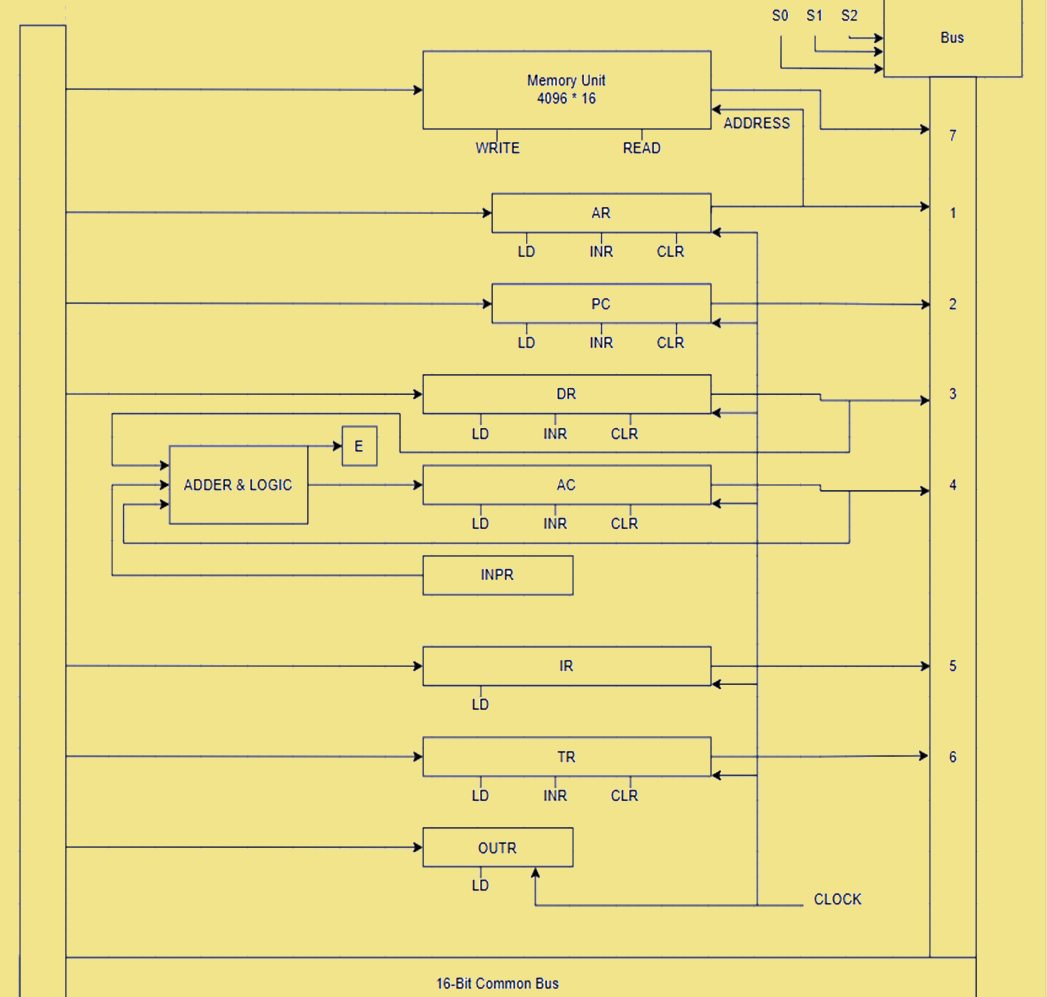 S0 S1 S2
Bus
Memory Unit
4096 * 16
ADDRESS
7
WRITE READ
AR
1
LD INR CLR
PC
2
LD INR CLR
DR
3
LD INR CLR
E
ADDER & LOGIC
AC
4
LD INR CLR
INPR
IR
5
LD
TR
6
LD INR CLR
OUTR
LD
CLOCK
16-Bit Common Bus